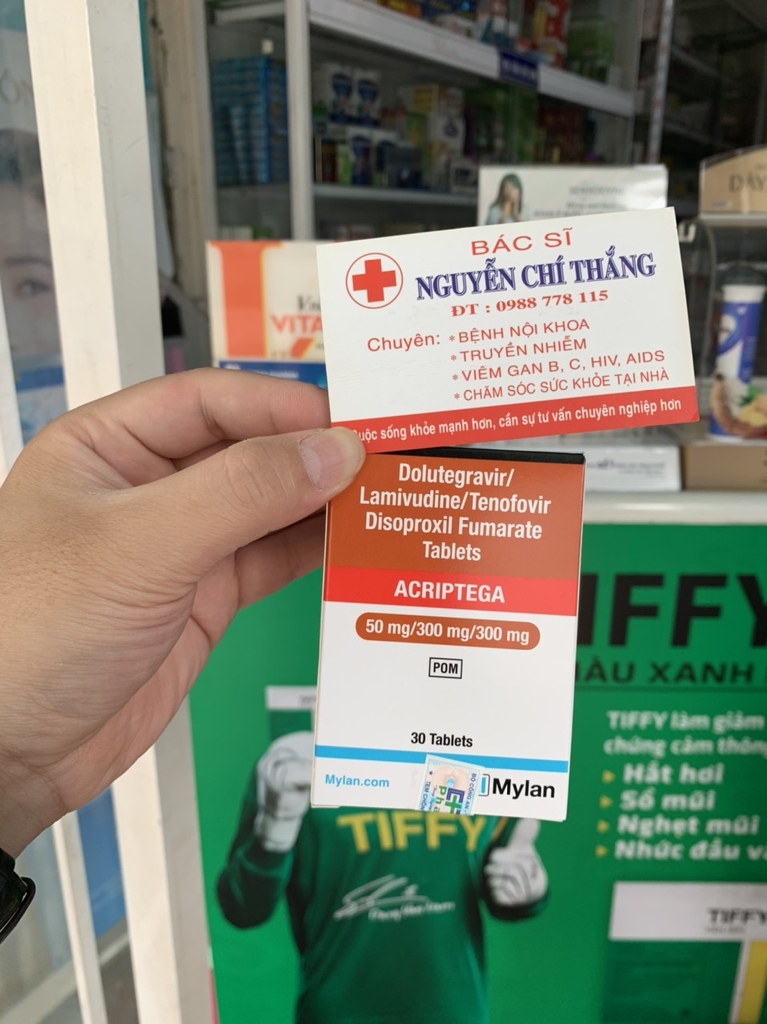 BÁC SĨ
NGUYỄN CHÍ THẮNG
ĐT : 0988 778 115
Chuyên:
• BỆNH NỘI KHOA
• TRUYỀN NHIỄM
• VIÊM GAN B, C, HIV, AIDS
• CHĂM SÓC SỨC KHỎE TẠI NHÀ
sống khỏe mạnh hơn, cần sự tư vấn chuyên nghiệp hơn
VITA
Dolutegravir/
Lamivudine/Tenofovir
Disoproxil Fumarate
Tablets
ACRIPTEGA
50 mg/300 mg/300 mg
POM
30 Tablets
Mylan.com
Mylan
TIFFY
XANH
TIFFY làm giảm
chứng cảm thông
▸ Hắt hơi
▸ Sổ mũi
▸ Nghẹt mũi
▸ Nhức đầu
TIFFY
TIFFY